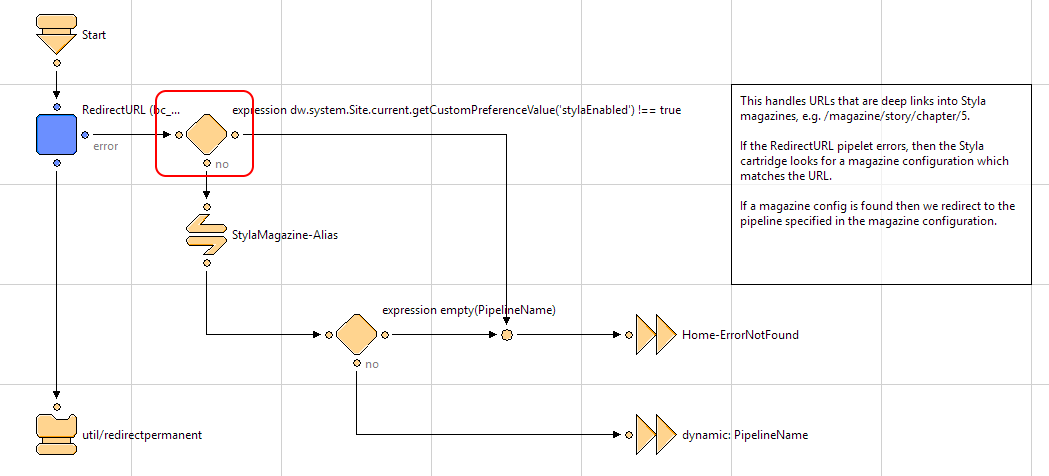 Start
RedirectURL (bc_...
expression dw.system.Site.current.getCustomPreferenceValue('stylaEnabled') !== true
error
no
StylaMagazine-Alias
expression empty(PipelineName)
no
Home-ErrorNotFound
util/redirectpermanent
dynamic: PipelineName
This handles URLs that are deep links into Styla
magazines, e.g. /magazine/story/chapter/5.
If the RedirectURL pipelet errors, then the Styla
cartridge looks for a magazine configuration which
matches the URL.
If a magazine config is found then we redirect to the
pipeline specified in the magazine configuration.